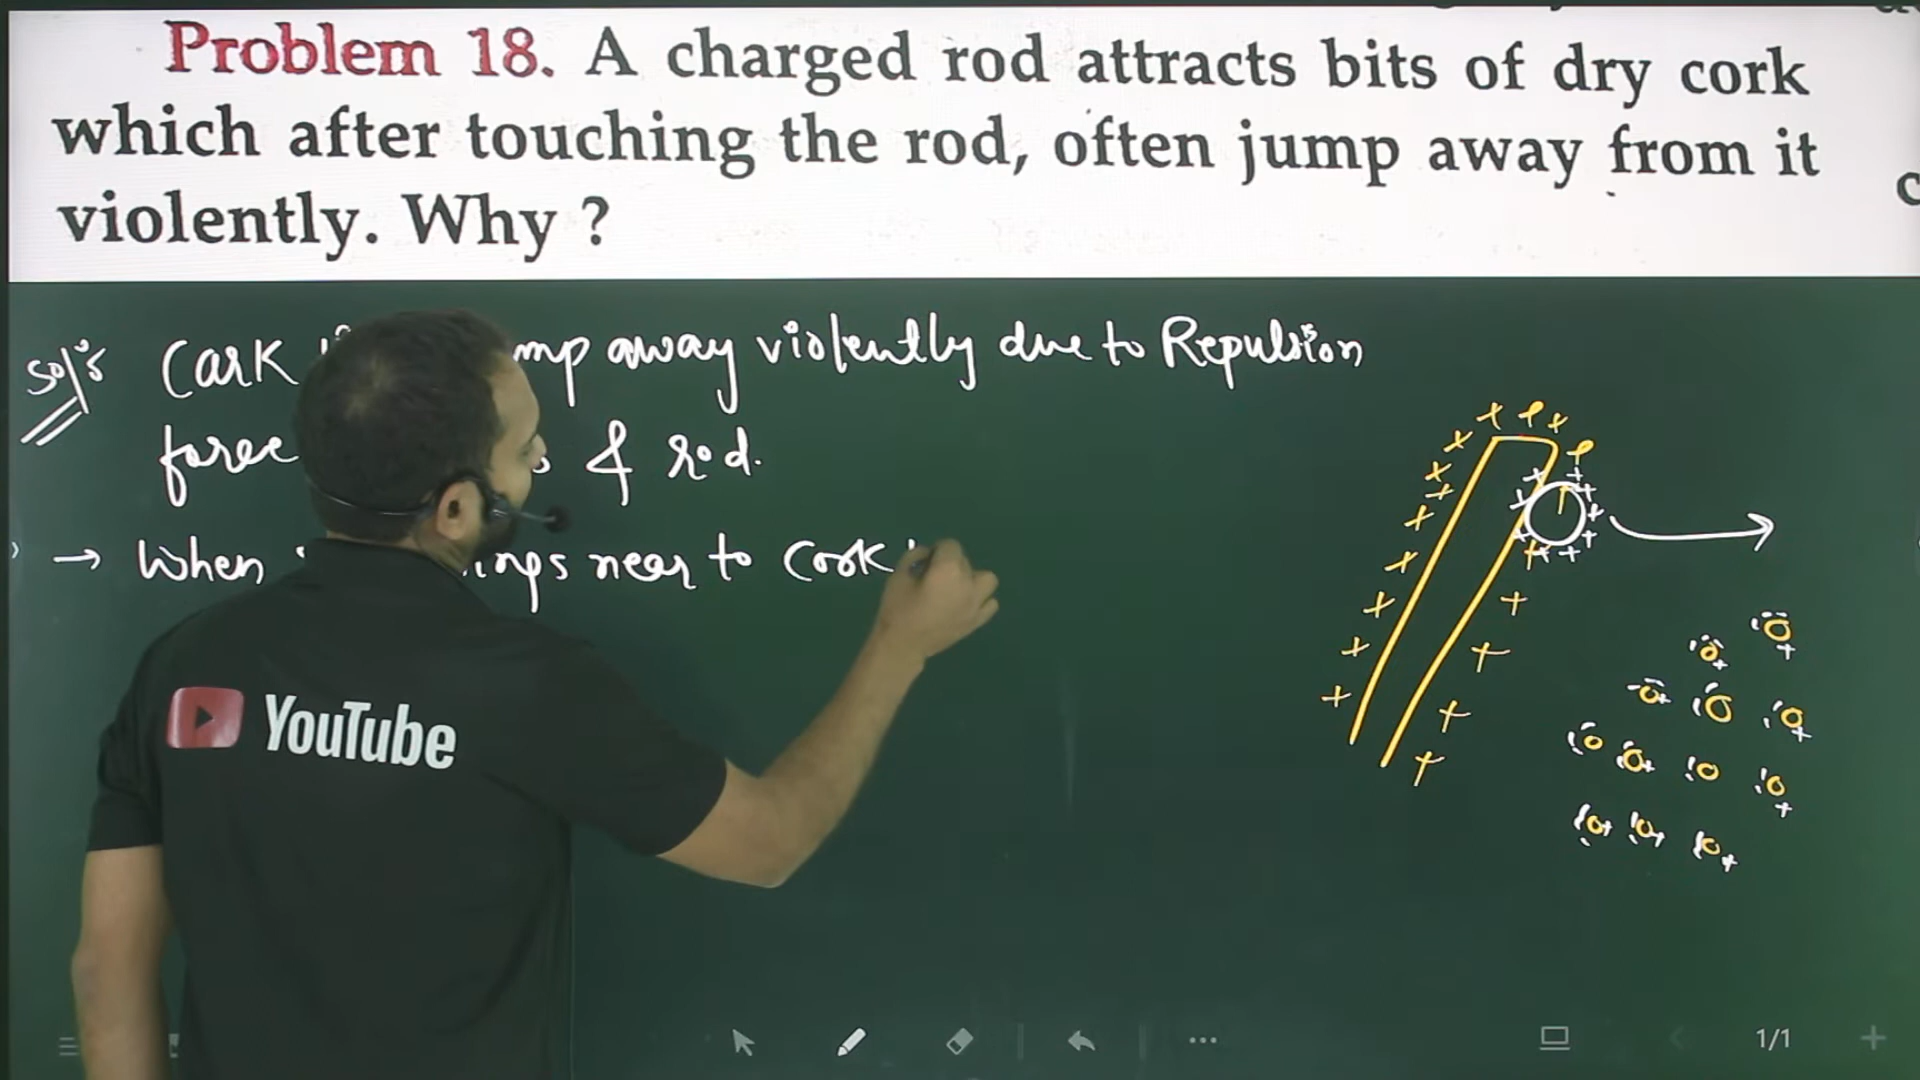 Problem 18. A charged rod attracts bits of dry cork
which after touching the rod, often jump away from it
violently. Why ?
Sol's Cark mp away violently due to Repulsion
force & rod.
→ When ings near to Cork
YouTube
1/1